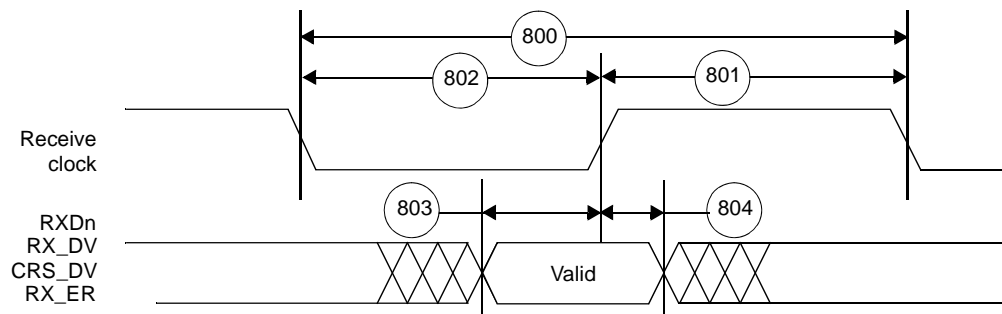 800
802
801
Receive
clock
803
804
RXDn
RX_DV
CRS_DV
RX_ER
Valid